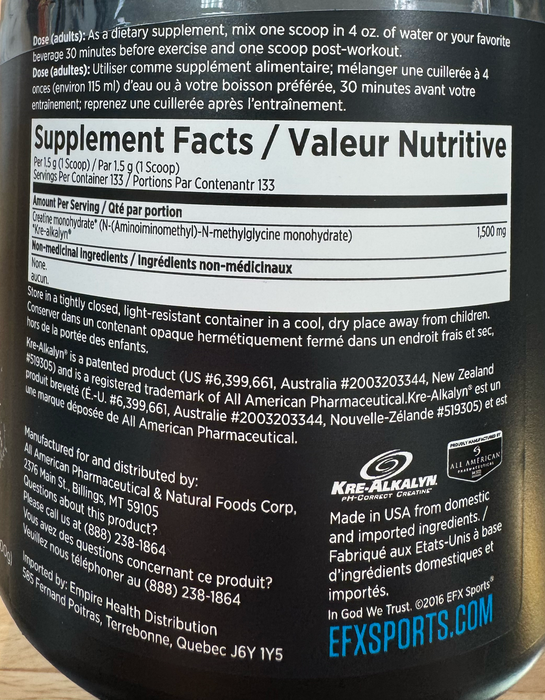 Dose (adults): As a dietary supplement, mix one scoop in 4 oz. of water or your favorite
beverage 30 minutes before exercise and one scoop post-workout.
Dose (adultes): Utiliser comme supplément alimentaire; mélanger une cuillerée à 4
onces (environ 115 ml) d'eau ou à votre boisson préférée, 30 minutes avant votre
entraînement; reprenez une cuillerée après l'entraînement.
Supplement Facts / Valeur Nutritive
Per 1.5 g (1 Scoop) / Par 1.5 g (1 Scoop)
Servings Per Container 133 / Portions Par Contenantr 133
Amount Per Serving / Qté par portion
Creatine monohydrate* (N-(Aminoiminomethyl)-N-methylglycine monohydrate) 1,500 mg
*Kre-alkalyn®
Non-medicinal Ingredients / Ingrédients non-médicinaux
None.
aucun.
Store in a tightly closed, light-resistant container in a cool, dry place away from children.
Conserver dans un contenant opaque hermétiquement fermé dans un endroit frais et sec,
hors de la portée des enfants.
Kre-Alkalyn® is a patented product (US #6,399,661, Australia #2003203344, New Zealand
#519305) and is a registered trademark of All American Pharmaceutical.Kre-Alkalyn® est un
produit breveté (É.-U. #6,399,661, Australie #2003203344, Nouvelle-Zélande #519305) et est
une marque déposée de All American Pharmaceutical.
Manufactured for and distributed by:
All American Pharmaceutical & Natural Foods Corp,
2376 Main St., Billings, MT 59105
Questions about this product?
Please call us at (888) 238-1864
Vous avez des questions concernant ce produit?
Veuillez nous téléphoner au (888) 238-1864
Imported by: Empire Health Distribution
585 Fernand Poitras, Terrebonne, Quebec J6Y 1Y5
KRE-ALKALYN®
PH-CORRECT CREATINE
PROUDLY MANUFACTURED BY
ALL AMERICAN
PHARMACEUTICAL
Made in USA from domestic
and imported ingredients. /
Fabriqué aux Etats-Unis à base
d'ingrédients domestiques et
importés.
In God We Trust. ©2016 EFX Sports®
EFXSPORTS.COM